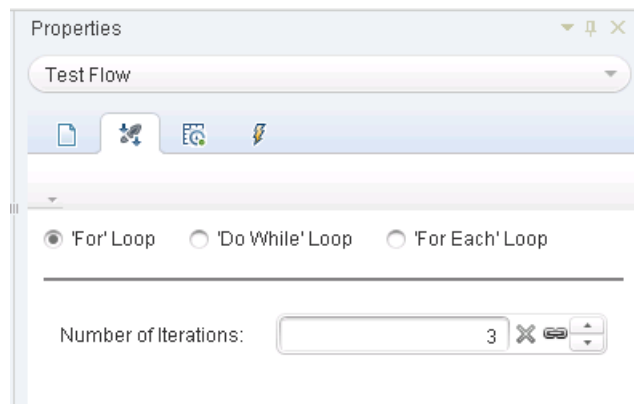 Properties
Test Flow
'For' Loop 'Do While' Loop 'For Each' Loop
Number of Iterations: 3